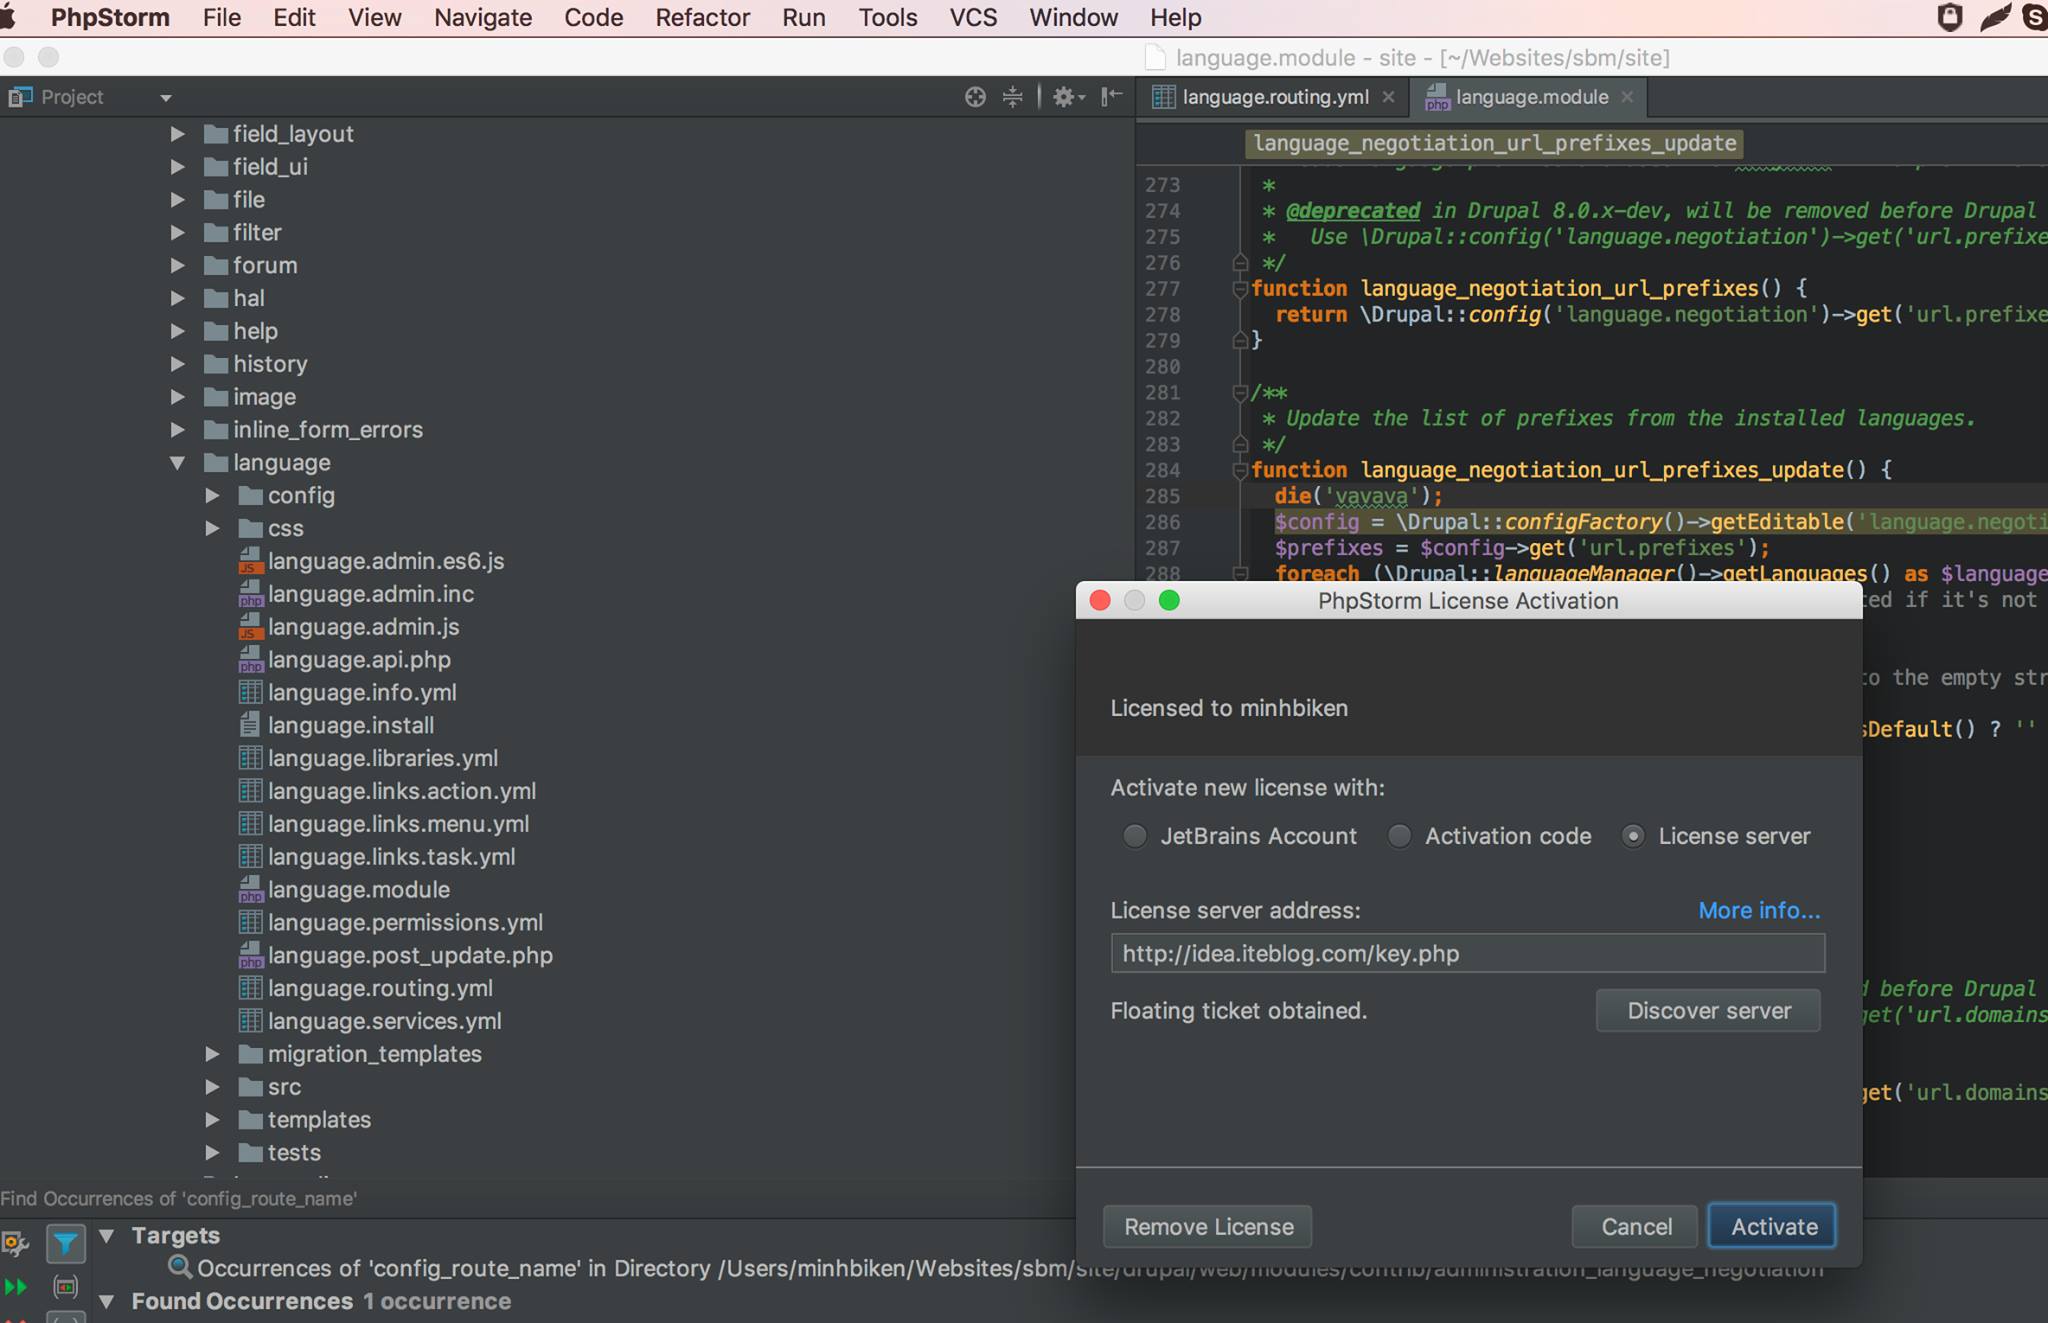 PhpStorm File Edit View Navigate Code Refactor Run Tools VCS Window Help
language.module - site - [~/Websites/sbm/site]
Project
language.routing.yml
language.module
field_layout
field_ui
file
filter
forum
hal
help
history
image
inline_form_errors
language
config
css
language.admin.es6.js
language.admin.inc
language.admin.js
language.api.php
language.info.yml
language.install
language.libraries.yml
language.links.action.yml
language.links.menu.yml
language.links.task.yml
language.module
language.permissions.yml
language.post_update.php
language.routing.yml
language.services.yml
migration_templates
src
templates
tests
language_negotiation_url_prefixes_update
273 *
274 * @deprecated in Drupal 8.0.x-dev, will be removed before Drupal
275 * Use \Drupal::config('language.negotiation')->get('url.prefixe
276 */
277 function language_negotiation_url_prefixes() {
278 return \Drupal::config('language.negotiation')->get('url.prefixe
279 }
280
281 /**
282 * Update the list of prefixes from the installed languages.
283 */
284 function language_negotiation_url_prefixes_update() {
285 die('vavava');
286 $config = \Drupal::configFactory()->getEditable('language.negoti
287 $prefixes = $config->get('url.prefixes');
288 foreach (\Drupal::languageManager()->getLanguages() as $language
ed if it's not
to the empty str
sDefault() ? ''
d before Drupal
get('url.domains
get('url.domains
PhpStorm License Activation
Licensed to minhbiken
Activate new license with:
JetBrains Account Activation code License server
License server address: More info...
http://idea.iteblog.com/key.php
Floating ticket obtained. Discover server
Remove License Cancel Activate
Find Occurrences of 'config_route_name'
Targets
Occurrences of 'config_route_name' in Directory /Users/minhbiken/Websites/sbm/site/drupal/web/modules/contrib/administration_language_negotiation
Found Occurrences 1 occurrence